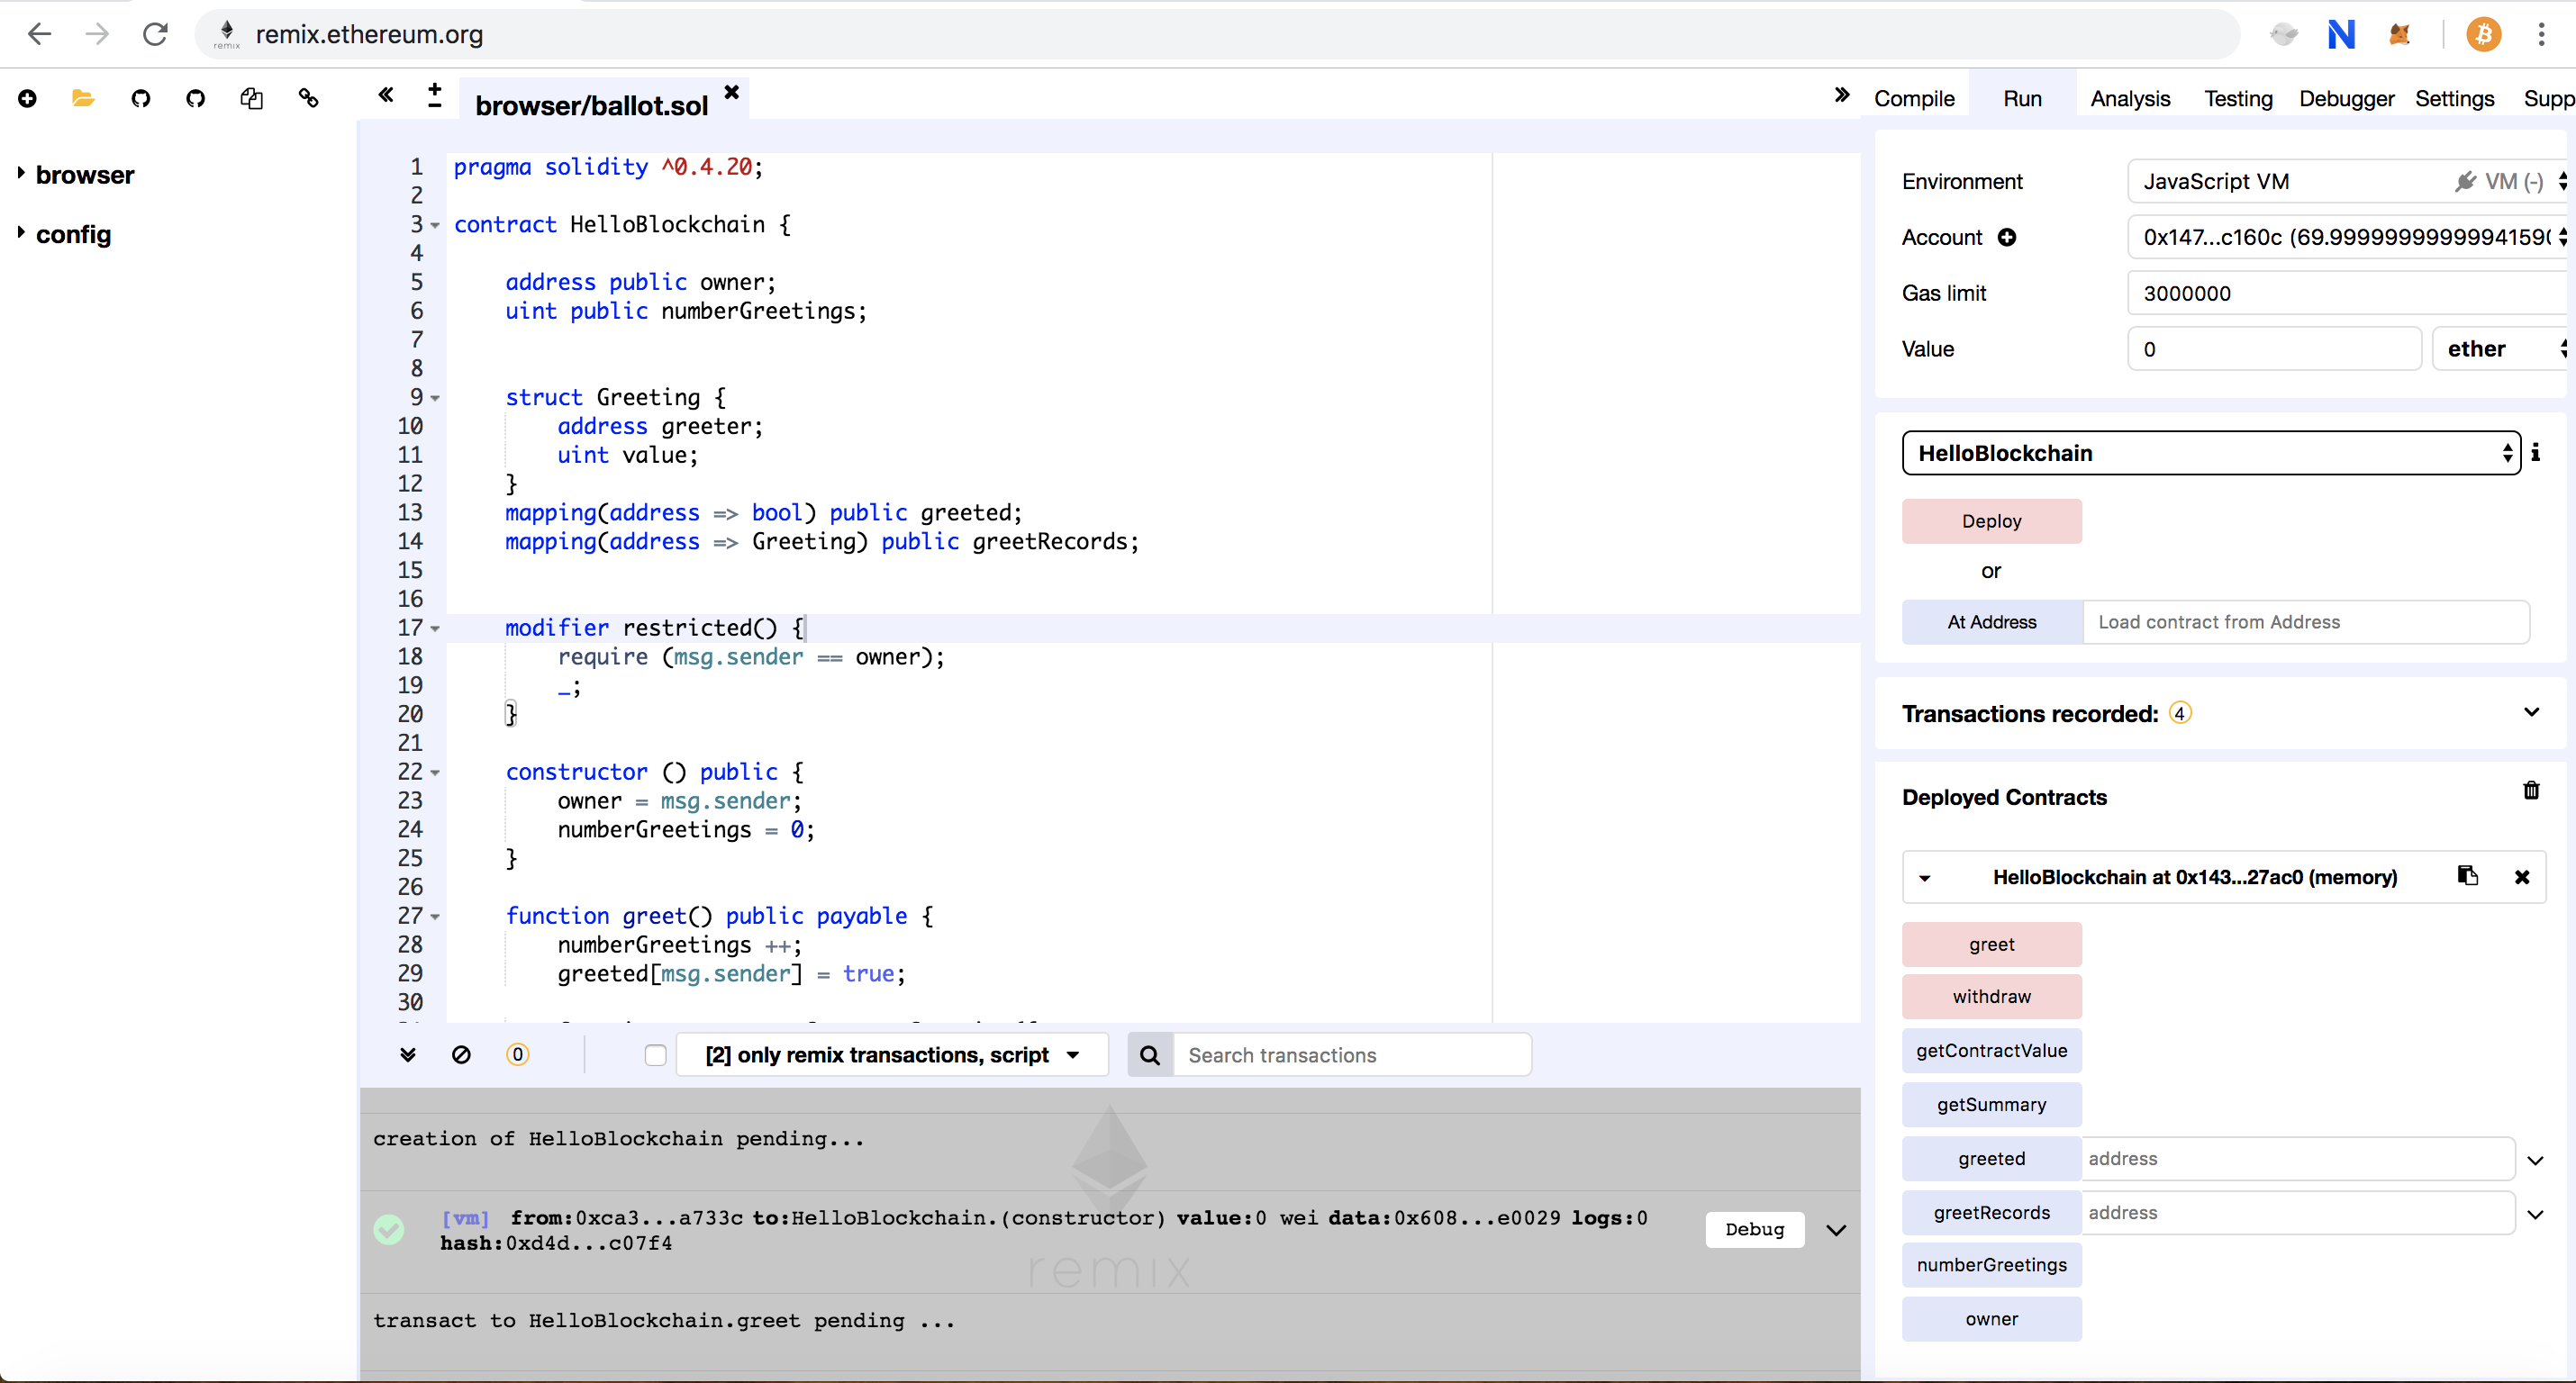 remix
remix.ethereum.org
N
browser/ballot.sol
Compile Run Analysis Testing Debugger Settings Supp
browser
config
1 pragma solidity ^0.4.20;
2
3 contract HelloBlockchain {
4
5 address public owner;
6 uint public numberGreetings;
7
8
9 struct Greeting {
10 address greeter;
11 uint value;
12 }
13 mapping(address => bool) public greeted;
14 mapping(address => Greeting) public greetRecords;
15
16
17 modifier restricted() {
18 require (msg.sender == owner);
19 _;
20 }
21
22 constructor () public {
23 owner = msg.sender;
24 numberGreetings = 0;
25 }
26
27 function greet() public payable {
28 numberGreetings ++;
29 greeted[msg.sender] = true;
30
0
[2] only remix transactions, script
Search transactions
creation of HelloBlockchain pending...
[vm] from:0xca3...a733c to:HelloBlockchain.(constructor) value:0 wei data:0x608...e0029 logs:0
hash:0xd4d...c07f4
Debug
remix
transact to HelloBlockchain.greet pending ...
Environment JavaScript VM VM (-)
Account 0x147...c160c (69.999999999999941590
Gas limit 3000000
Value 0 ether
HelloBlockchain
Deploy
or
At Address Load contract from Address
Transactions recorded: 4
Deployed Contracts
HelloBlockchain at 0x143...27ac0 (memory)
greet
withdraw
getContractValue
getSummary
greeted address
greetRecords address
numberGreetings
owner